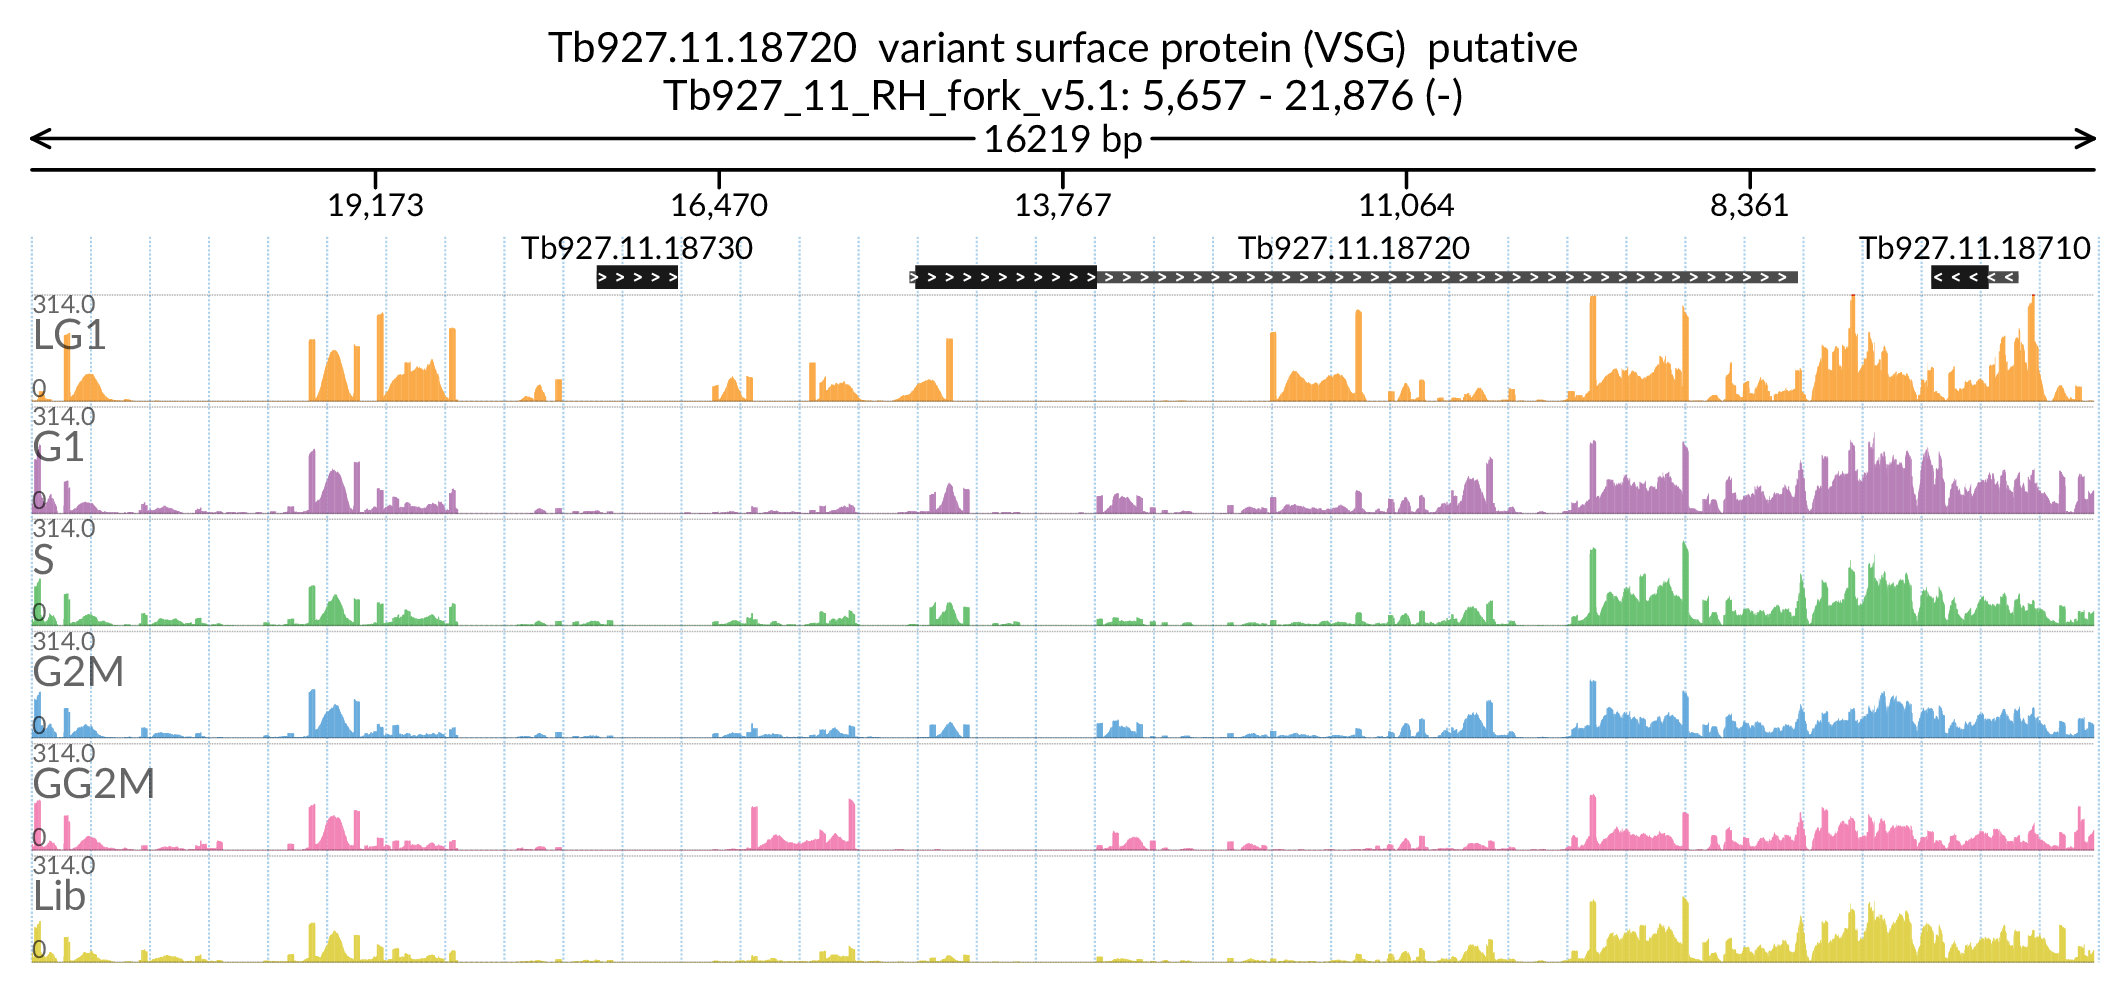 Tb927.11.18720  variant surface protein (VSG)  putative
Tb927_11_RH_fork_v5.1: 5,657 - 21,876 (-)
16219 bp
19,173 16,470 13,767 11,064 8,361
Tb927.11.18730 Tb927.11.18720 Tb927.11.18710
314.0
LG1
0
314.0
G1
0
314.0
S
0
314.0
G2M
0
314.0
GG2M
0
314.0
Lib
0